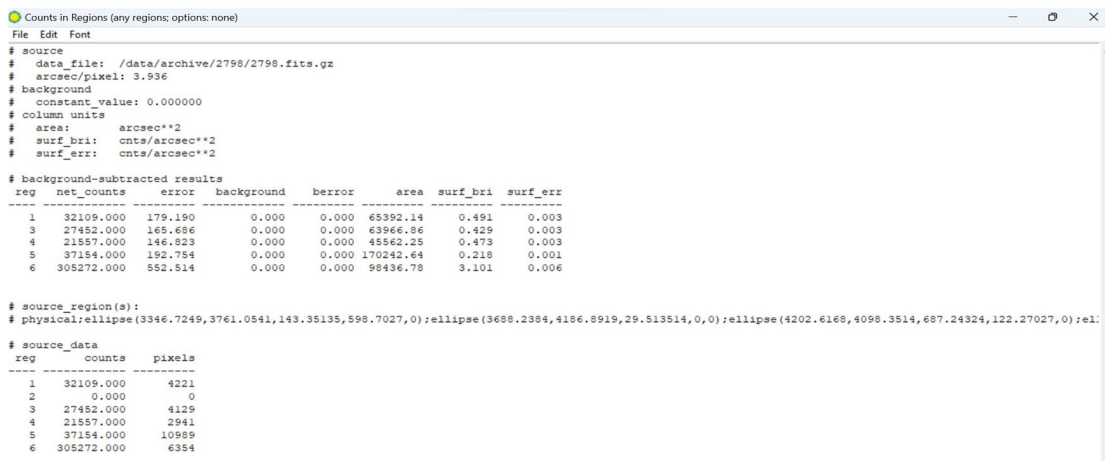 Counts in Regions (any regions; options: none)
File Edit Font
# source
#   data_file:  /data/archive/2798/2798.fits.gz
#   arcsec/pixel: 3.936
# background
#   constant_value: 0.000000
# column units
#   area:       arcsec**2
#   surf_bri:   cnts/arcsec**2
#   surf_err:   cnts/arcsec**2
# background-subtracted results
reg   net_counts     error   background    berror      area  surf_bri  surf_err
---- ------------ --------- ------------ --------- --------- --------- ---------
1    32109.000   179.190        0.000     0.000  65392.14     0.491     0.003
3    27452.000   165.686        0.000     0.000  63966.86     0.429     0.003
4    21557.000   146.823        0.000     0.000  45562.25     0.473     0.003
5    37154.000   192.754        0.000     0.000 170242.64     0.218     0.001
6   305272.000   552.514        0.000     0.000  98436.78     3.101     0.006
# source_region(s):
# physical;ellipse(3346.7249,3761.0541,143.35135,598.7027,0);ellipse(3688.2384,4186.8919,29.513514,0,0);ellipse(4202.6168,4098.3514,687.24324,122.27027,0);el
# source_data
reg       counts    pixels
---- ------------ ---------
1    32109.000      4221
2        0.000         0
3    27452.000      4129
4    21557.000      2941
5    37154.000     10989
6   305272.000      6354